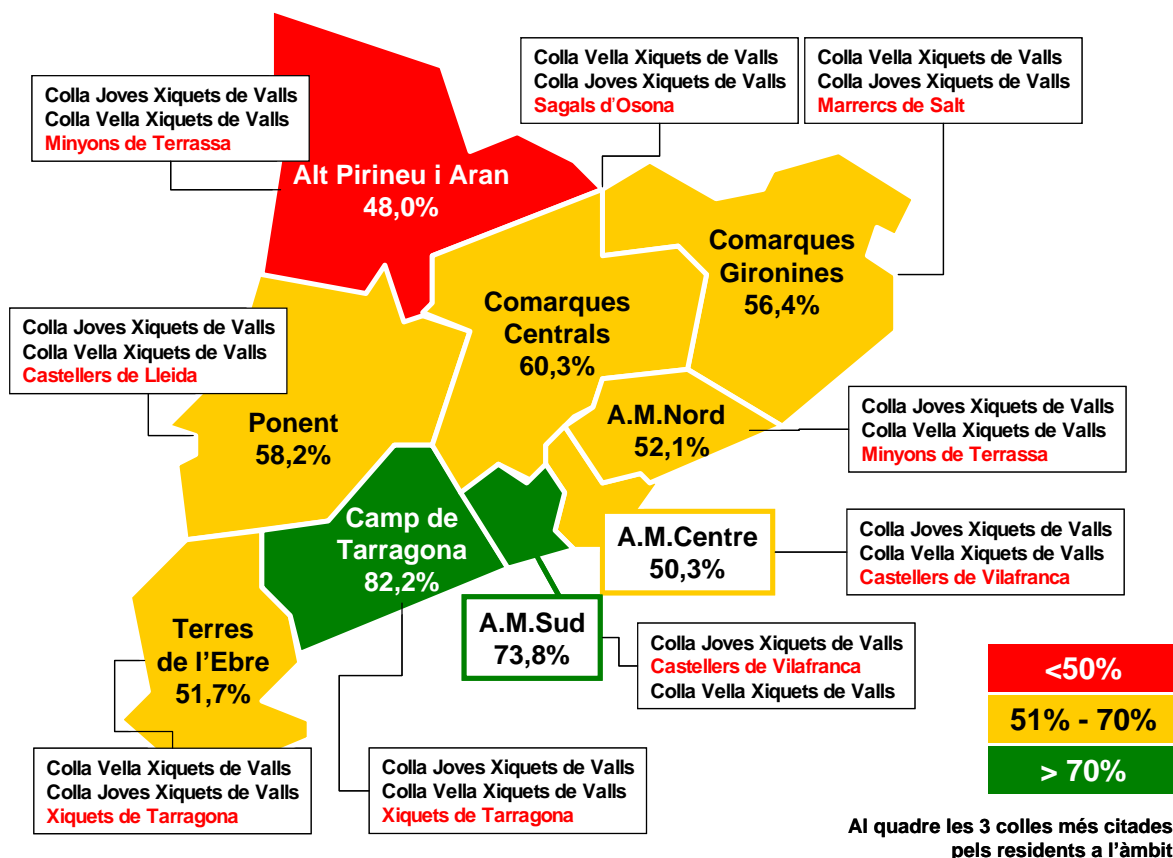 Colla Vella Xiquets de Valls
Colla Joves Xiquets de Valls
Sagals d'Osona
Colla Vella Xiquets de Valls
Colla Joves Xiquets de Valls
Marrercs de Salt
Colla Joves Xiquets de Valls
Colla Vella Xiquets de Valls
Minyons de Terrassa
Alt Pirineu i Aran
48,0%
Comarques
Gironines
56,4%
Comarques
Centrals
60,3%
Colla Joves Xiquets de Valls
Colla Vella Xiquets de Valls
Castellers de Lleida
Ponent
58,2%
A.M.Nord
52,1%
Colla Joves Xiquets de Valls
Colla Vella Xiquets de Valls
Minyons de Terrassa
Camp de
Tarragona
82,2%
A.M.Centre
50,3%
Colla Joves Xiquets de Valls
Colla Vella Xiquets de Valls
Castellers de Vilafranca
A.M.Sud
73,8%
Colla Joves Xiquets de Valls
Castellers de Vilafranca
Colla Vella Xiquets de Valls
Terres
de l'Ebre
51,7%
Colla Vella Xiquets de Valls
Colla Joves Xiquets de Valls
Xiquets de Tarragona
Colla Joves Xiquets de Valls
Colla Vella Xiquets de Valls
Xiquets de Tarragona
<50%
51% - 70%
> 70%
Al quadre les 3 colles més citades
pels residents a l'àmbit